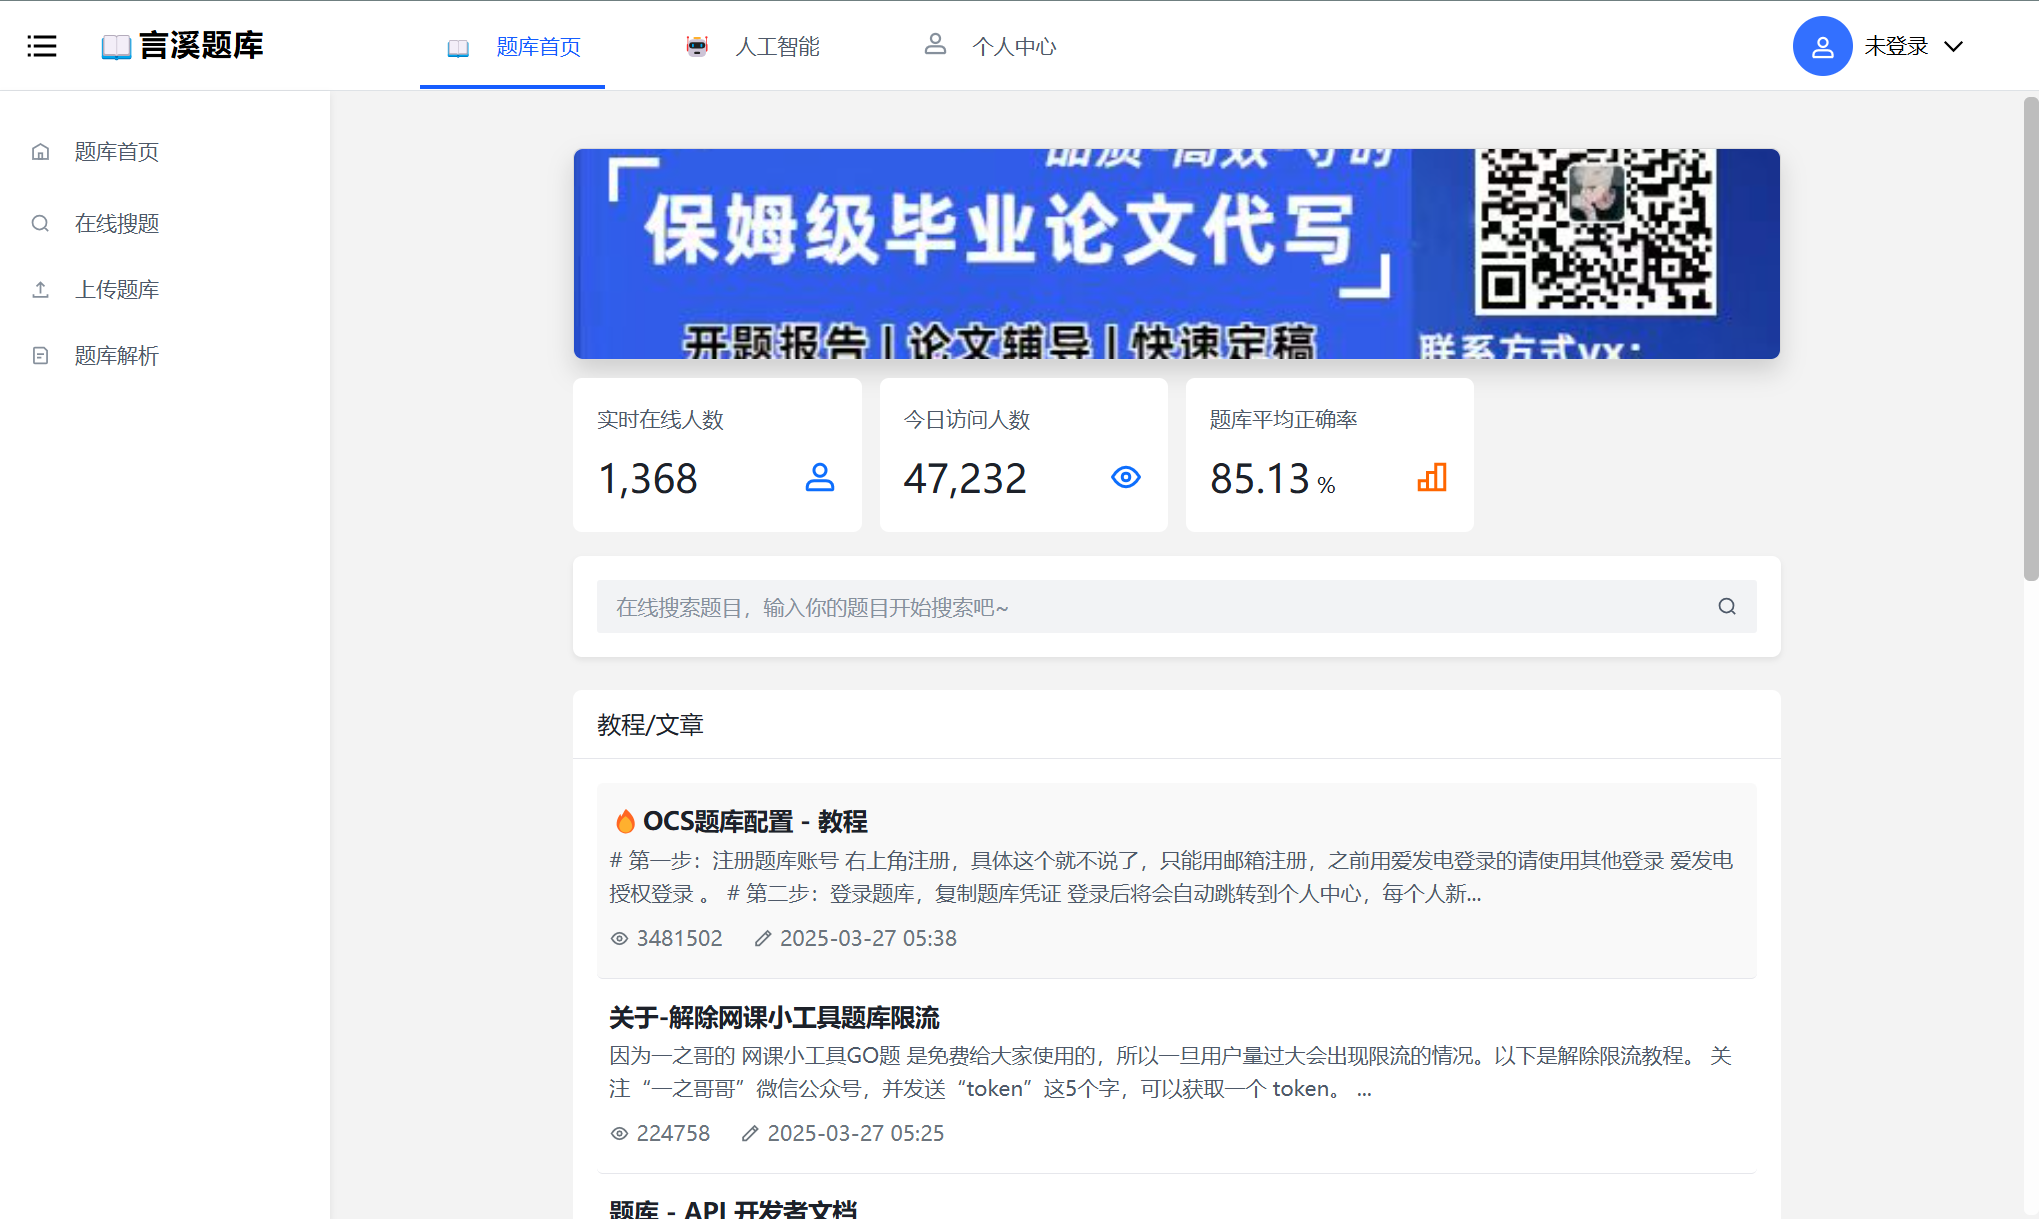 言溪题库
题库首页
人工智能
个人中心
未登录
题库首页
在线搜题
上传题库
题库解析
品质-高效-守时
保姆级毕业论文代写
开题报告 | 论文辅导 | 快速定稿
联系方式vx:
实时在线人数
1,368
今日访问人数
47,232
题库平均正确率
85.13 %
在线搜索题目，输入你的题目开始搜索吧~
教程/文章
OCS题库配置 - 教程
# 第一步：注册题库账号 右上角注册，具体这个就不说了，只能用邮箱注册，之前用爱发电登录的请使用其他登录 爱发电
授权登录 。 # 第二步：登录题库，复制题库凭证 登录后将会自动跳转到个人中心，每个人新...
3481502 2025-03-27 05:38
关于-解除网课小工具题库限流
因为一之哥的 网课小工具GO题 是免费给大家使用的，所以一旦用户量过大会出现限流的情况。以下是解除限流教程。 关
注“一之哥哥”微信公众号，并发送“token”这5个字，可以获取一个 token。 ...
224758 2025-03-27 05:25
题库 - API 开发者文档